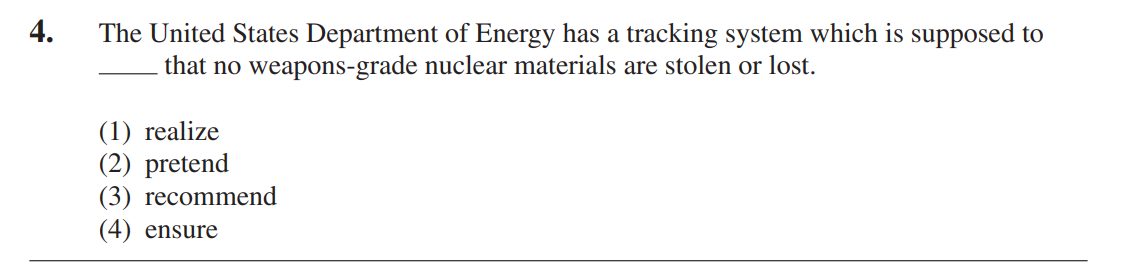 4. The United States Department of Energy has a tracking system which is supposed to
_____ that no weapons-grade nuclear materials are stolen or lost.
(1) realize
(2) pretend
(3) recommend
(4) ensure